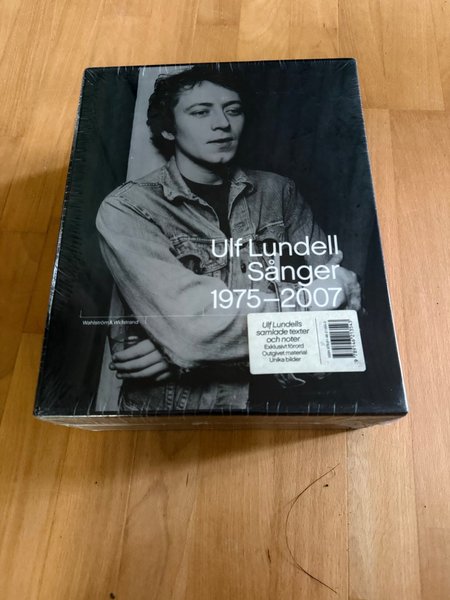 Ulf Lundell
Sånger
1975–2007
Wahlström & Widstrand
Ulf Lundells
samlade texter
och noter
Exklusivt förord
Outgivet material
Unika bilder